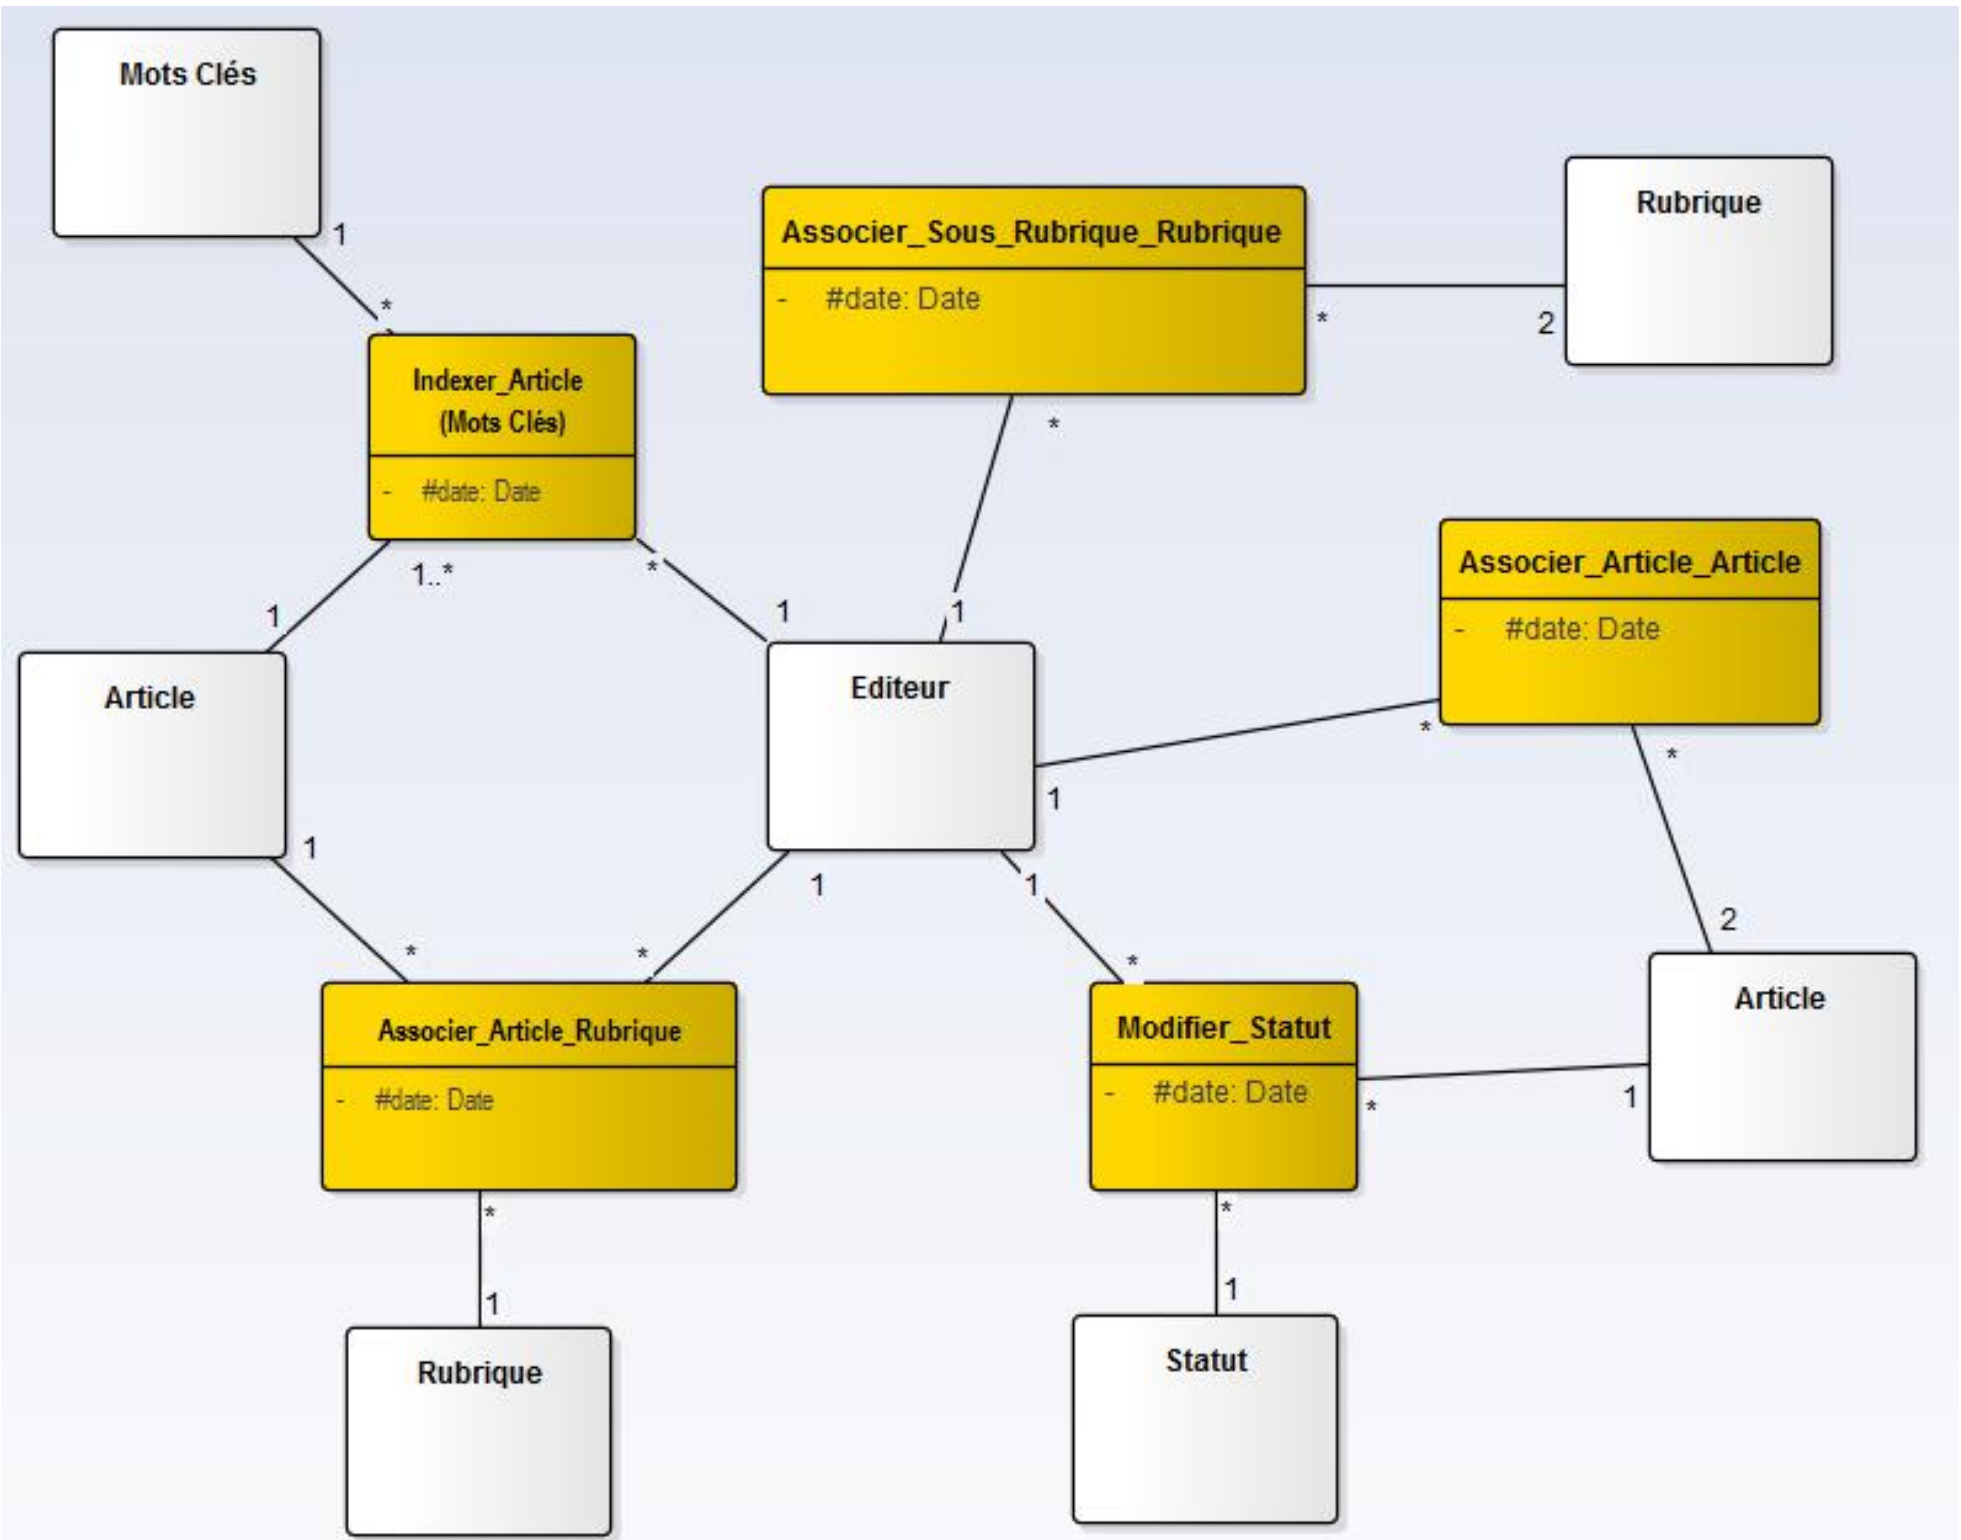 Mots Clés
1
*
Indexer_Article
(Mots Clés)
- #date: Date
1..*
*
1
1
Associer_Sous_Rubrique_Rubrique
- #date: Date
*
2
Rubrique
*
1
Article
Editeur
Associer_Article_Article
- #date: Date
*
1
*
2
1
*
1
*
1
*
Associer_Article_Rubrique
- #date: Date
*
1
Rubrique
Modifier_Statut
- #date: Date
*
1
Article
*
1
Statut